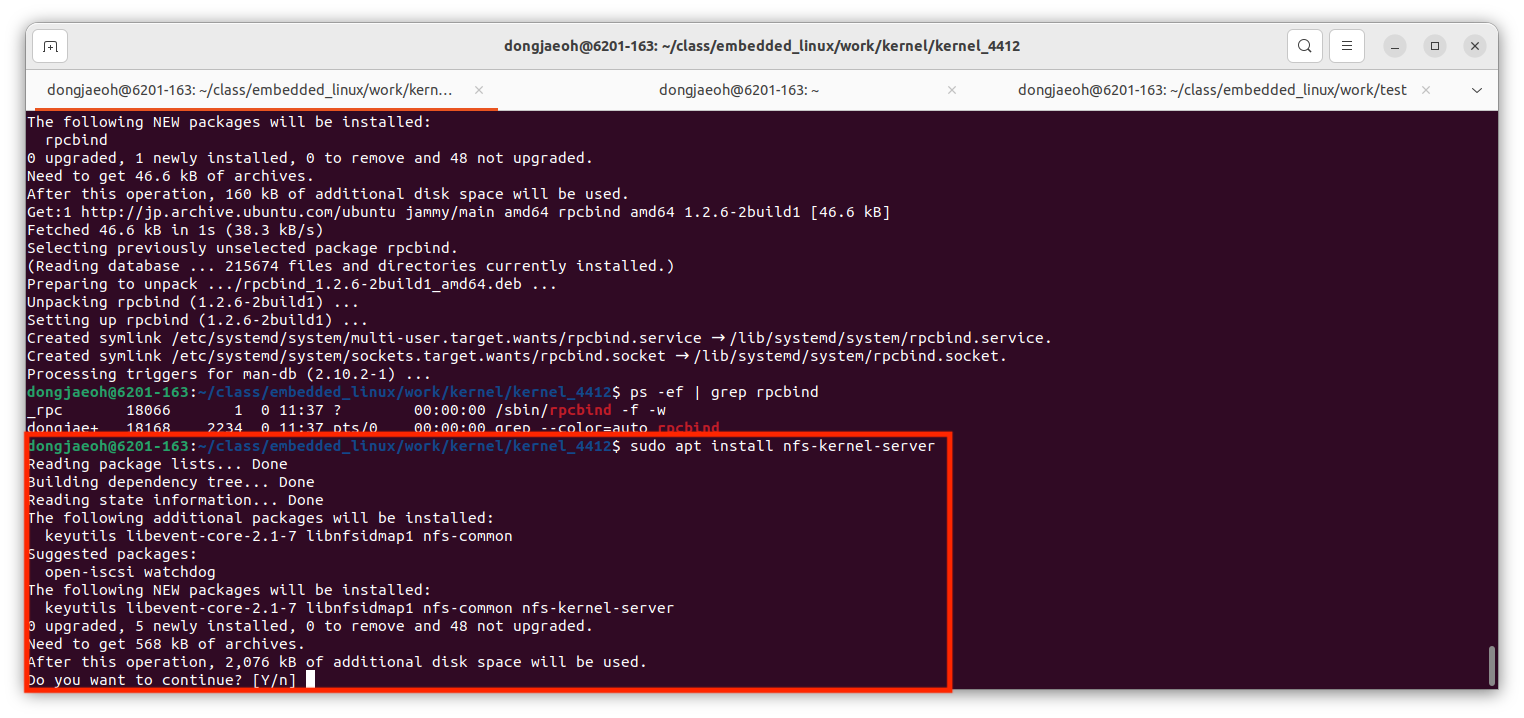 dongjaeoh@6201-163: ~/class/embedded_linux/work/kernel/kernel_4412
dongjaeoh@6201-163: ~/class/embedded_linux/work/kern...
dongjaeoh@6201-163: ~
dongjaeoh@6201-163: ~/class/embedded_linux/work/test
The following NEW packages will be installed:
  rpcbind
0 upgraded, 1 newly installed, 0 to remove and 48 not upgraded.
Need to get 46.6 kB of archives.
After this operation, 160 kB of additional disk space will be used.
Get:1 http://jp.archive.ubuntu.com/ubuntu jammy/main amd64 rpcbind amd64 1.2.6-2build1 [46.6 kB]
Fetched 46.6 kB in 1s (38.3 kB/s)
Selecting previously unselected package rpcbind.
(Reading database ... 215674 files and directories currently installed.)
Preparing to unpack .../rpcbind_1.2.6-2build1_amd64.deb ...
Unpacking rpcbind (1.2.6-2build1) ...
Setting up rpcbind (1.2.6-2build1) ...
Created symlink /etc/systemd/system/multi-user.target.wants/rpcbind.service → /lib/systemd/system/rpcbind.service.
Created symlink /etc/systemd/system/sockets.target.wants/rpcbind.socket → /lib/systemd/system/rpcbind.socket.
Processing triggers for man-db (2.10.2-1) ...
dongjaeoh@6201-163:~/class/embedded_linux/work/kernel/kernel_4412$ ps -ef | grep rpcbind
_rpc       18066       1  0 11:37 ?        00:00:00 /sbin/rpcbind -f -w
dongjae+   18168    2234  0 11:37 pts/0    00:00:00 grep --color=auto rpcbind
dongjaeoh@6201-163:~/class/embedded_linux/work/kernel/kernel_4412$ sudo apt install nfs-kernel-server
Reading package lists... Done
Building dependency tree... Done
Reading state information... Done
The following additional packages will be installed:
  keyutils libevent-core-2.1-7 libnfsidmap1 nfs-common
Suggested packages:
  open-iscsi watchdog
The following NEW packages will be installed:
  keyutils libevent-core-2.1-7 libnfsidmap1 nfs-common nfs-kernel-server
0 upgraded, 5 newly installed, 0 to remove and 48 not upgraded.
Need to get 568 kB of archives.
After this operation, 2,076 kB of additional disk space will be used.
Do you want to continue? [Y/n]